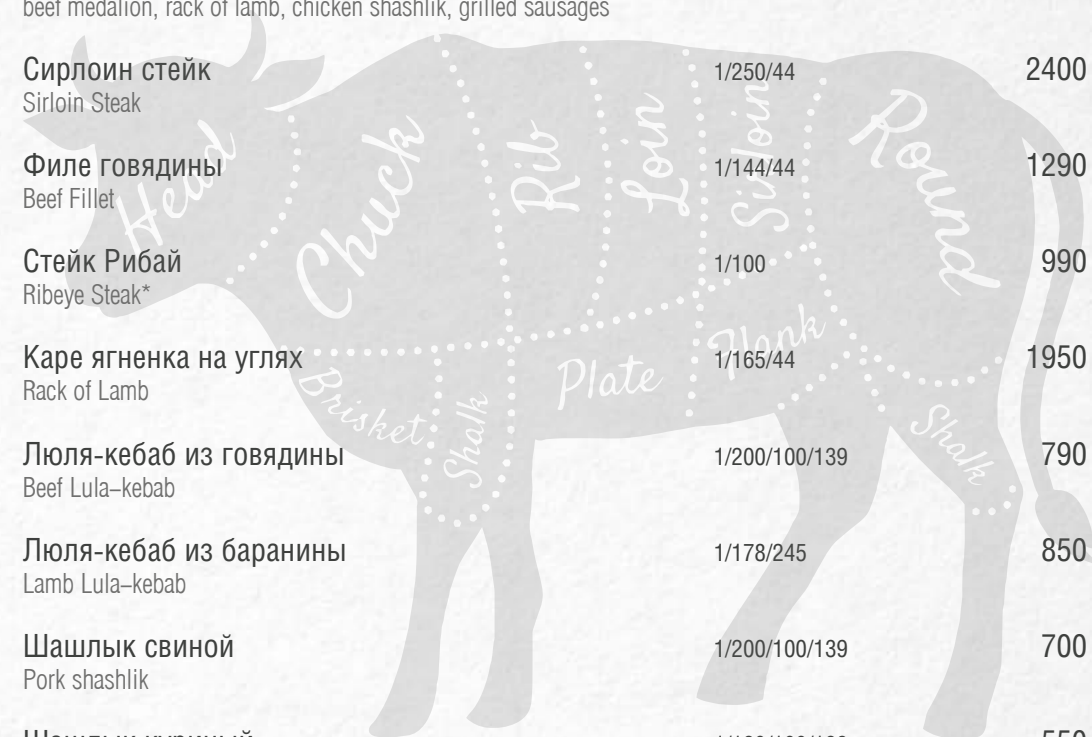 beef medalion, rack of lamb, chicken shashlik, grilled sausages
Сирлоин стейк 1/250/44 2400
Sirloin Steak
Филе говядины 1/144/44 1290
Beef Fillet
Стейк Рибай 1/100 990
Ribeye Steak*
Каре ягненка на углях 1/165/44 1950
Rack of Lamb
Люля-кебаб из говядины 1/200/100/139 790
Beef Lula–kebab
Люля-кебаб из баранины 1/178/245 850
Lamb Lula–kebab
Шашлык свиной 1/200/100/139 700
Pork shashlik
Head
Chuck
Rib
Loin
Sirloin
Round
Brisket
Shalk
Plate
Flank
Shalk